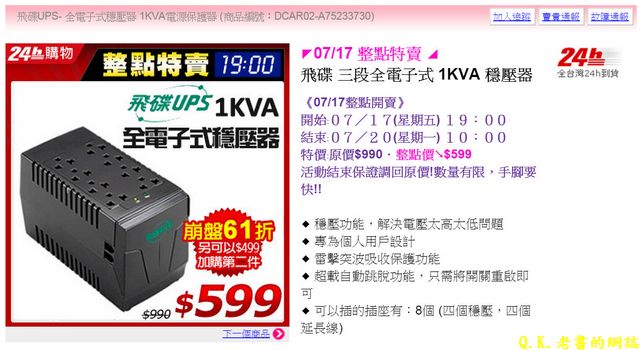 飛碟UPS- 全電子式穩壓器 1KVA電源保護器 (商品編號：DCAR02-A75233730)
加入追蹤 賣貴通報 故障通報
24h購物 整點特賣 19:00
飛碟UPS 1KVA
全電子式穩壓器
崩盤61折
另可以$499
加購第二件
$990 $599
下一個商品
07/17 整點特賣
飛碟 三段全電子式 1KVA 穩壓器
24h
全台灣24h到貨
《07/17整點開賣》
開始:０７／１７(星期五) １９：００
結束:０７／２０(星期一) １０：００
特價:原價$990．整點價↘$599
活動結束保證調回原價!數量有限，手腳要
快!!
◆ 穩壓功能，解決電壓太高太低問題
◆ 專為個人用戶設計
◆ 雷擊突波吸收保護功能
◆ 超載自動跳脫功能，只需將開關重啟即
可
◆ 可以插的插座有：8個 (四個穩壓，四個
延長線)
Q.K.老書的網誌